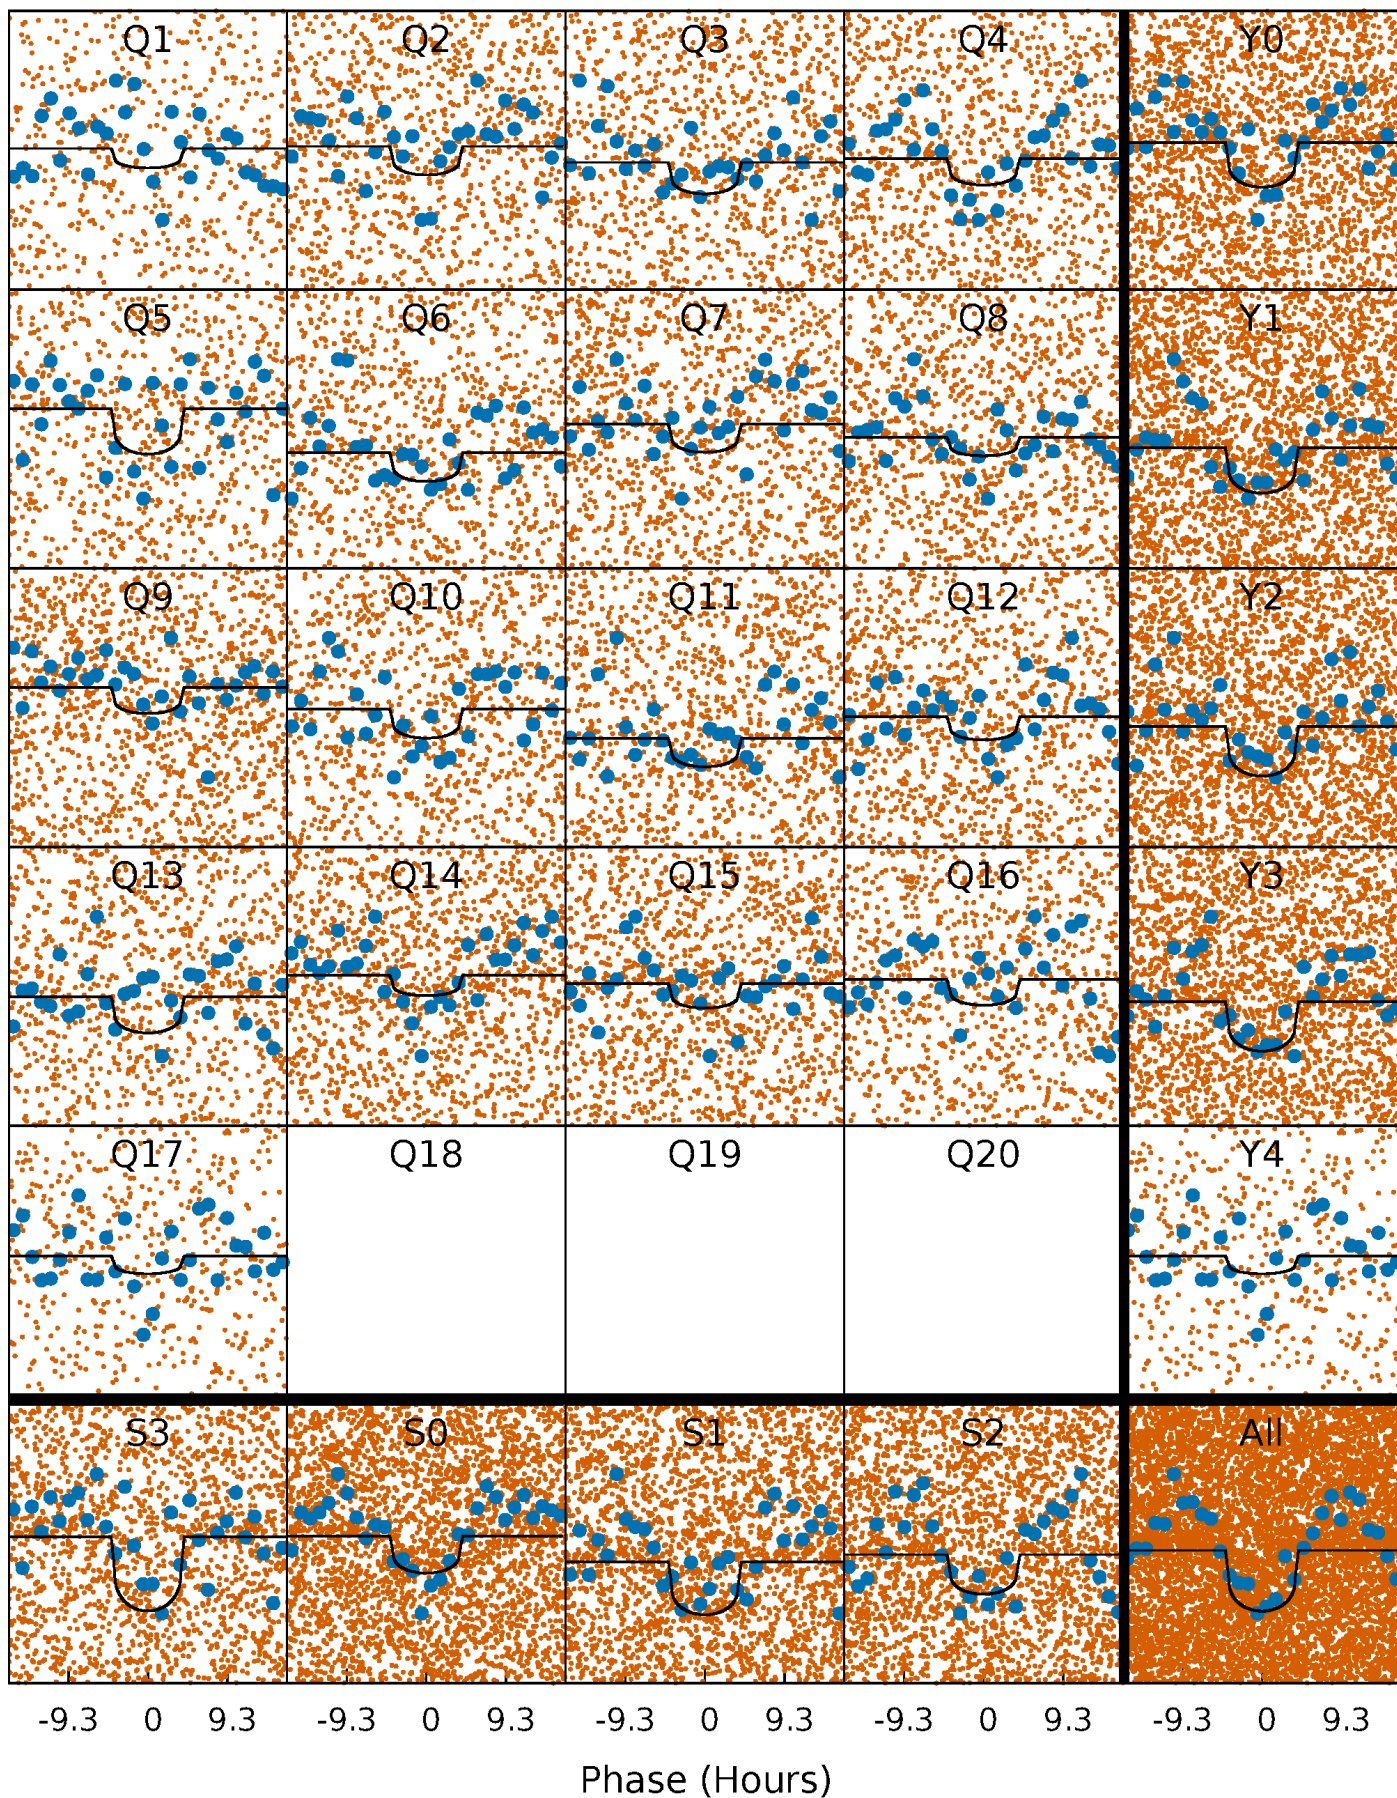 Q1 Q2 Q3 Q4 Y0
Q5 Q6 Q7 Q8 Y1
Q9 Q10 Q11 Q12 Y2
Q13 Q14 Q15 Q16 Y3
Q17 Q18 Q19 Q20 Y4
S3 S0 S1 S2 All
-9.3 0 9.3 -9.3 0 9.3 -9.3 0 9.3 -9.3 0 9.3 -9.3 0 9.3
Phase (Hours)